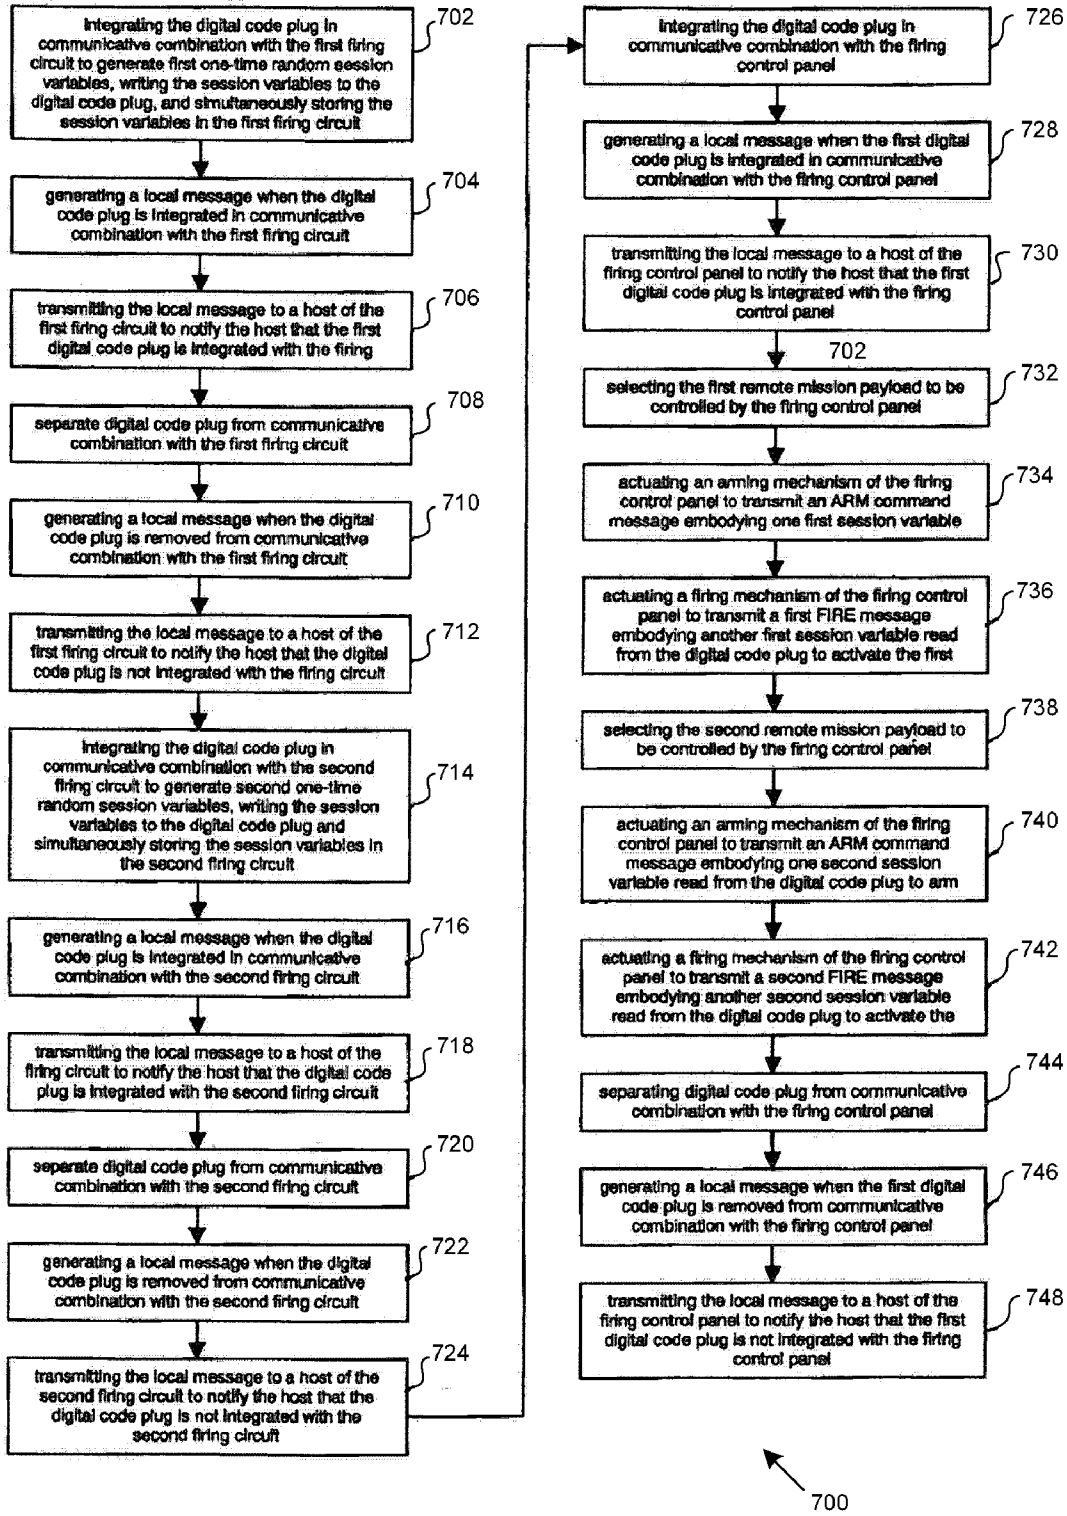 integrating the digital code plug in
communicative combination with the first firing
circuit to generate first one-time random session
variables, writing the session variables to the
digital code plug, and simultaneously storing the
session variables in the first firing circuit
702
generating a local message when the digital
code plug is integrated in communicative
combination with the first firing circuit
704
transmitting the local message to a host of the
first firing circuit to notify the host that the first
digital code plug is integrated with the firing
706
separate digital code plug from communicative
combination with the first firing circuit
708
generating a local message when the digital
code plug is removed from communicative
combination with the first firing circuit
710
transmitting the local message to a host of the
first firing circuit to notify the host that the digital
code plug is not integrated with the firing circuit
712
integrating the digital code plug in
communicative combination with the second
firing circuit to generate second one-time
random session variables, writing the session
variables to the digital code plug and
simultaneously storing the session variables in
the second firing circuit
714
generating a local message when the digital
code plug is integrated in communicative
combination with the second firing circuit
716
transmitting the local message to a host of the
firing circuit to notify the host that the digital code
plug is integrated with the second firing circuit
718
separate digital code plug from communicative
combination with the second firing circuit
720
generating a local message when the digital
code plug is removed from communicative
combination with the second firing circuit
722
transmitting the local message to a host of the
second firing circuit to notify the host that the
digital code plug is not integrated with the
second firing circuit
724
integrating the digital code plug in
communicative combination with the firing
control panel
726
generating a local message when the first digital
code plug is integrated in communicative
combination with the firing control panel
728
transmitting the local message to a host of the
firing control panel to notify the host that the first
digital code plug is integrated with the firing
control panel
730
702
selecting the first remote mission payload to be
controlled by the firing control panel
732
actuating an arming mechanism of the firing
control panel to transmit an ARM command
message embodying one first session variable
734
actuating a firing mechanism of the firing control
panel to transmit a first FIRE message
embodying another first session variable read
from the digital code plug to activate the first
736
selecting the second remote mission payload to
be controlled by the firing control panel
738
actuating an arming mechanism of the firing
control panel to transmit an ARM command
message embodying one second session
variable read from the digital code plug to arm
740
actuating a firing mechanism of the firing control
panel to transmit a second FIRE message
embodying another second session variable
read from the digital code plug to activate the
742
separating digital code plug from communicative
combination with the firing control panel
744
generating a local message when the first digital
code plug is removed from communicative
combination with the firing control panel
746
transmitting the local message to a host of the
firing control panel to notify the host that the first
digital code plug is not integrated with the firing
control panel
748
700